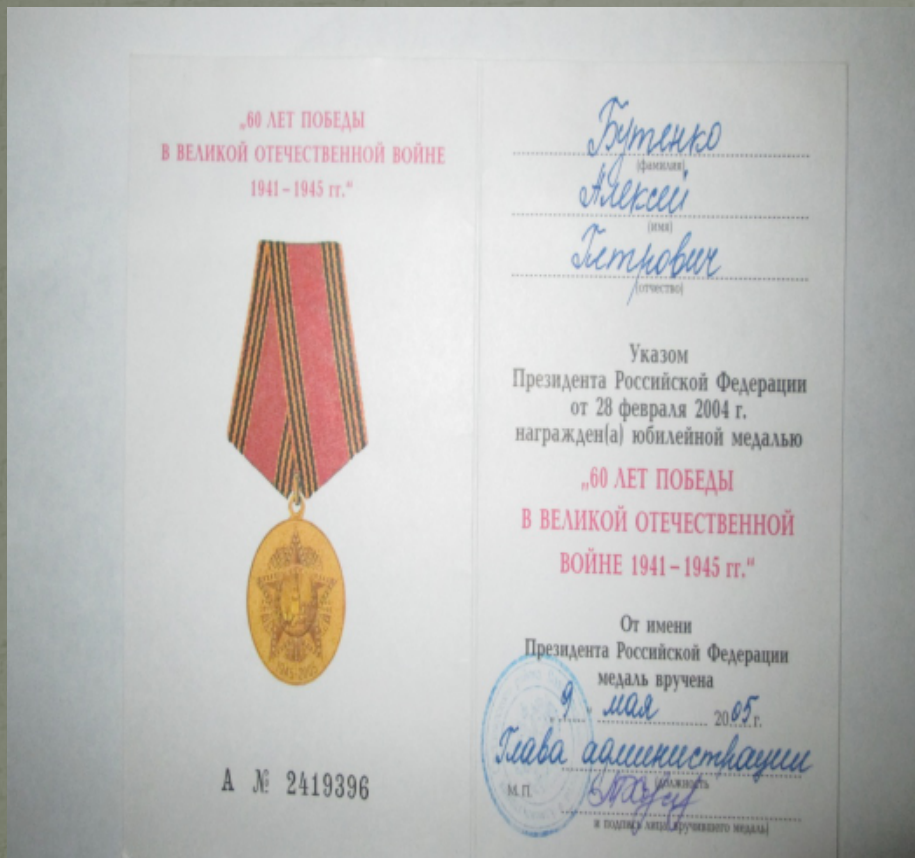 „60 ЛЕТ ПОБЕДЫ
В ВЕЛИКОЙ ОТЕЧЕСТВЕННОЙ ВОЙНЕ
1941–1945 гг.“
1945-2005
А № 2419396
Бутенко
(фамилия)
Алексей
(имя)
Петрович
(отчество)
Указом
Президента Российской Федерации
от 28 февраля 2004 г.
награжден(а) юбилейной медалью
„60 ЛЕТ ПОБЕДЫ
В ВЕЛИКОЙ ОТЕЧЕСТВЕННОЙ
ВОЙНЕ 1941–1945 гг.“
От имени
Президента Российской Федерации
медаль вручена
„9“ мая 2005 г.
Глава администрации
М.П. (должность
и подпись лица, вручившего медаль)